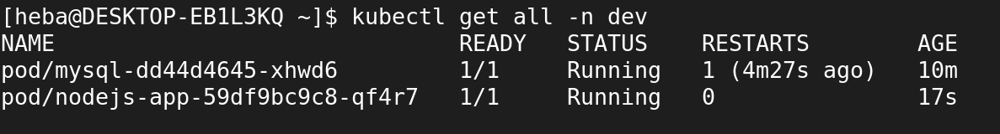 [heba@DESKTOP-EB1L3KQ ~]$ kubectl get all -n dev
NAME                              READY   STATUS    RESTARTS        AGE
pod/mysql-dd44d4645-xhwd6         1/1     Running   1 (4m27s ago)   10m
pod/nodejs-app-59df9bc9c8-qf4r7   1/1     Running   0               17s